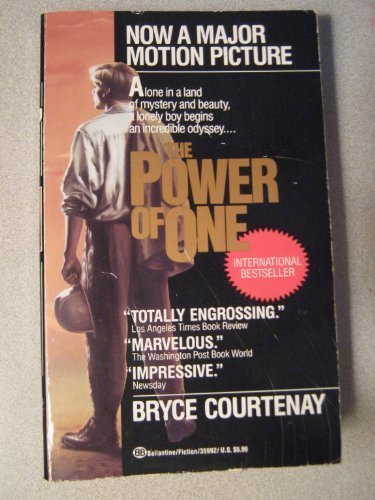 NOW A MAJOR
MOTION PICTURE
Alone in a land
of mystery and beauty,
a lonely boy begins
an incredible odyssey....
THE
POWER
OF ONE
INTERNATIONAL
BESTSELLER
"TOTALLY ENGROSSING."
Los Angeles Times Book Review
"MARVELOUS."
The Washington Post Book World
"IMPRESSIVE."
Newsday
BRYCE COURTENAY
BB Ballantine/Fiction/35992/U.S. $5.99